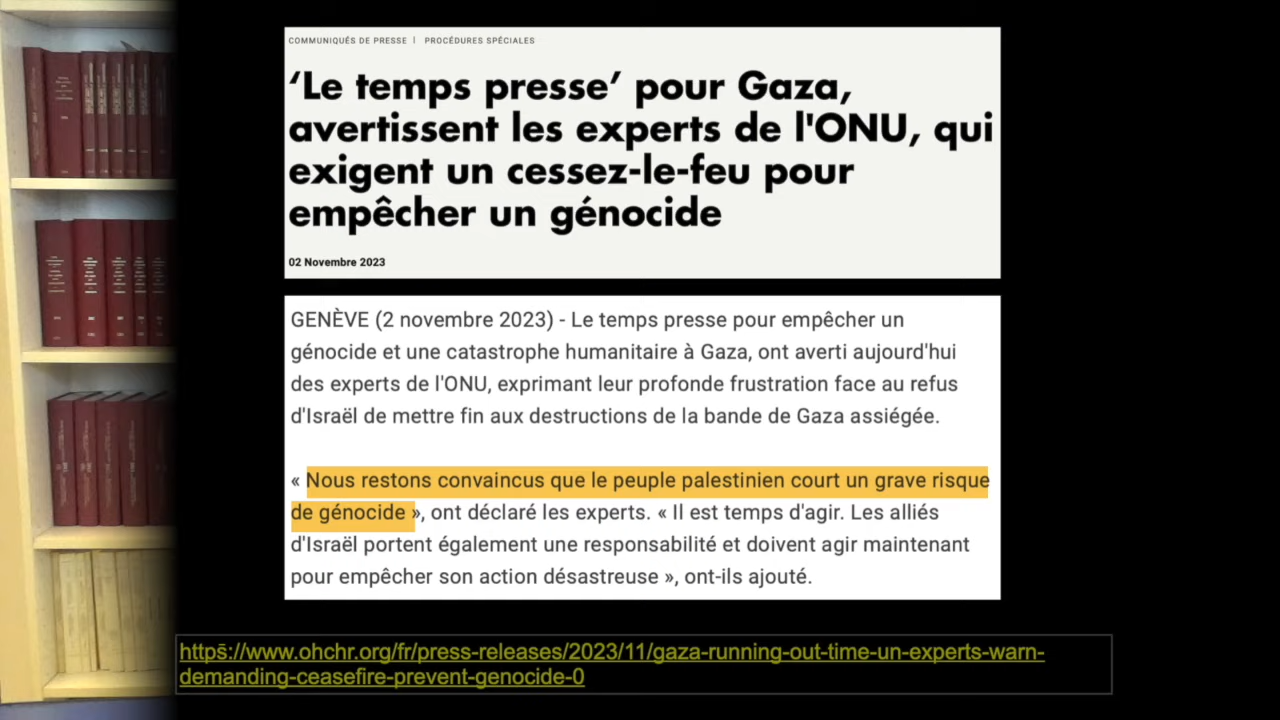 COMMUNIQUÉS DE PRESSE | PROCÉDURES SPÉCIALES
‘Le temps presse’ pour Gaza,
avertissent les experts de l'ONU, qui
exigent un cessez-le-feu pour
empêcher un génocide
02 Novembre 2023
GENÈVE (2 novembre 2023) - Le temps presse pour empêcher un
génocide et une catastrophe humanitaire à Gaza, ont averti aujourd'hui
des experts de l'ONU, exprimant leur profonde frustration face au refus
d'Israël de mettre fin aux destructions de la bande de Gaza assiégée.
« Nous restons convaincus que le peuple palestinien court un grave risque
de génocide », ont déclaré les experts. « Il est temps d'agir. Les alliés
d'Israël portent également une responsabilité et doivent agir maintenant
pour empêcher son action désastreuse », ont-ils ajouté.
https://www.ohchr.org/fr/press-releases/2023/11/gaza-running-out-time-un-experts-warn-
demanding-ceasefire-prevent-genocide-0